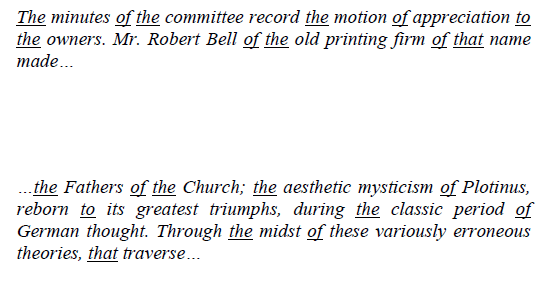 The minutes of the committee record the motion of appreciation to
the owners. Mr. Robert Bell of the old printing firm of that name
made…
…the Fathers of the Church; the aesthetic mysticism of Plotinus,
reborn to its greatest triumphs, during the classic period of
German thought. Through the midst of these variously erroneous
theories, that traverse…